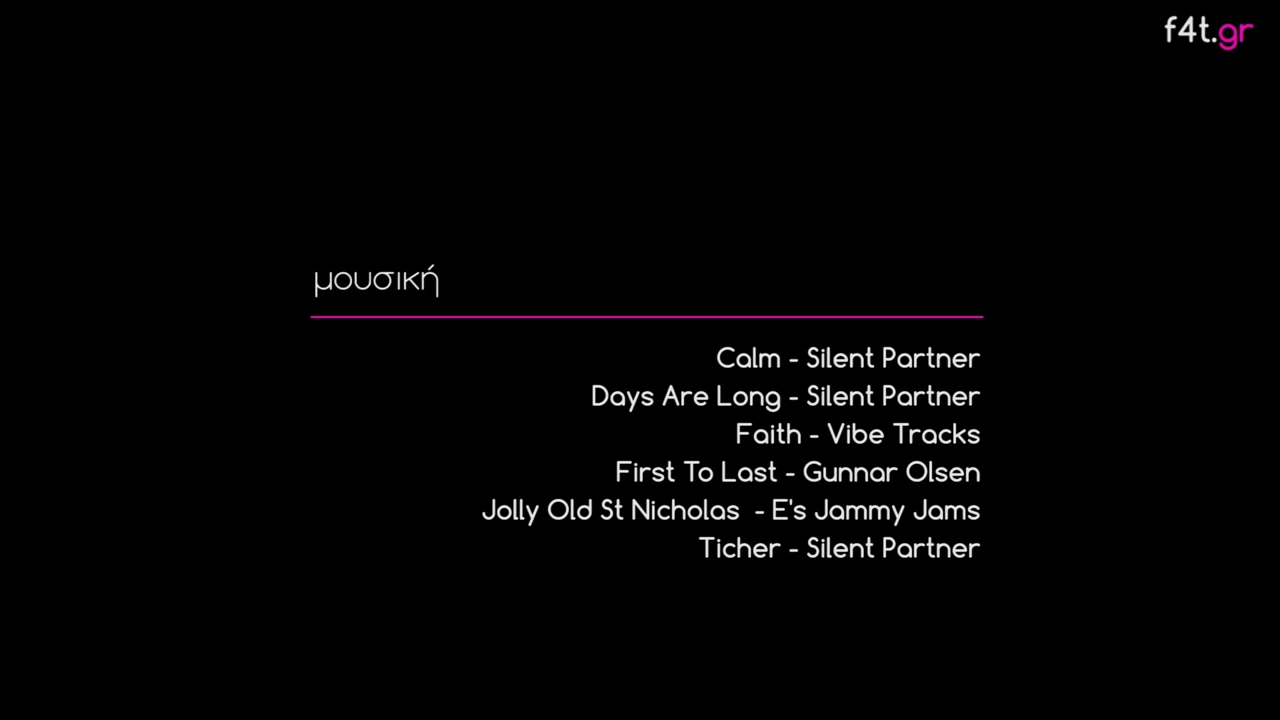 f4t.gr
μουσική
Calm - Silent Partner
Days Are Long - Silent Partner
Faith - Vibe Tracks
First To Last - Gunnar Olsen
Jolly Old St Nicholas  - E's Jammy Jams
Ticher - Silent Partner